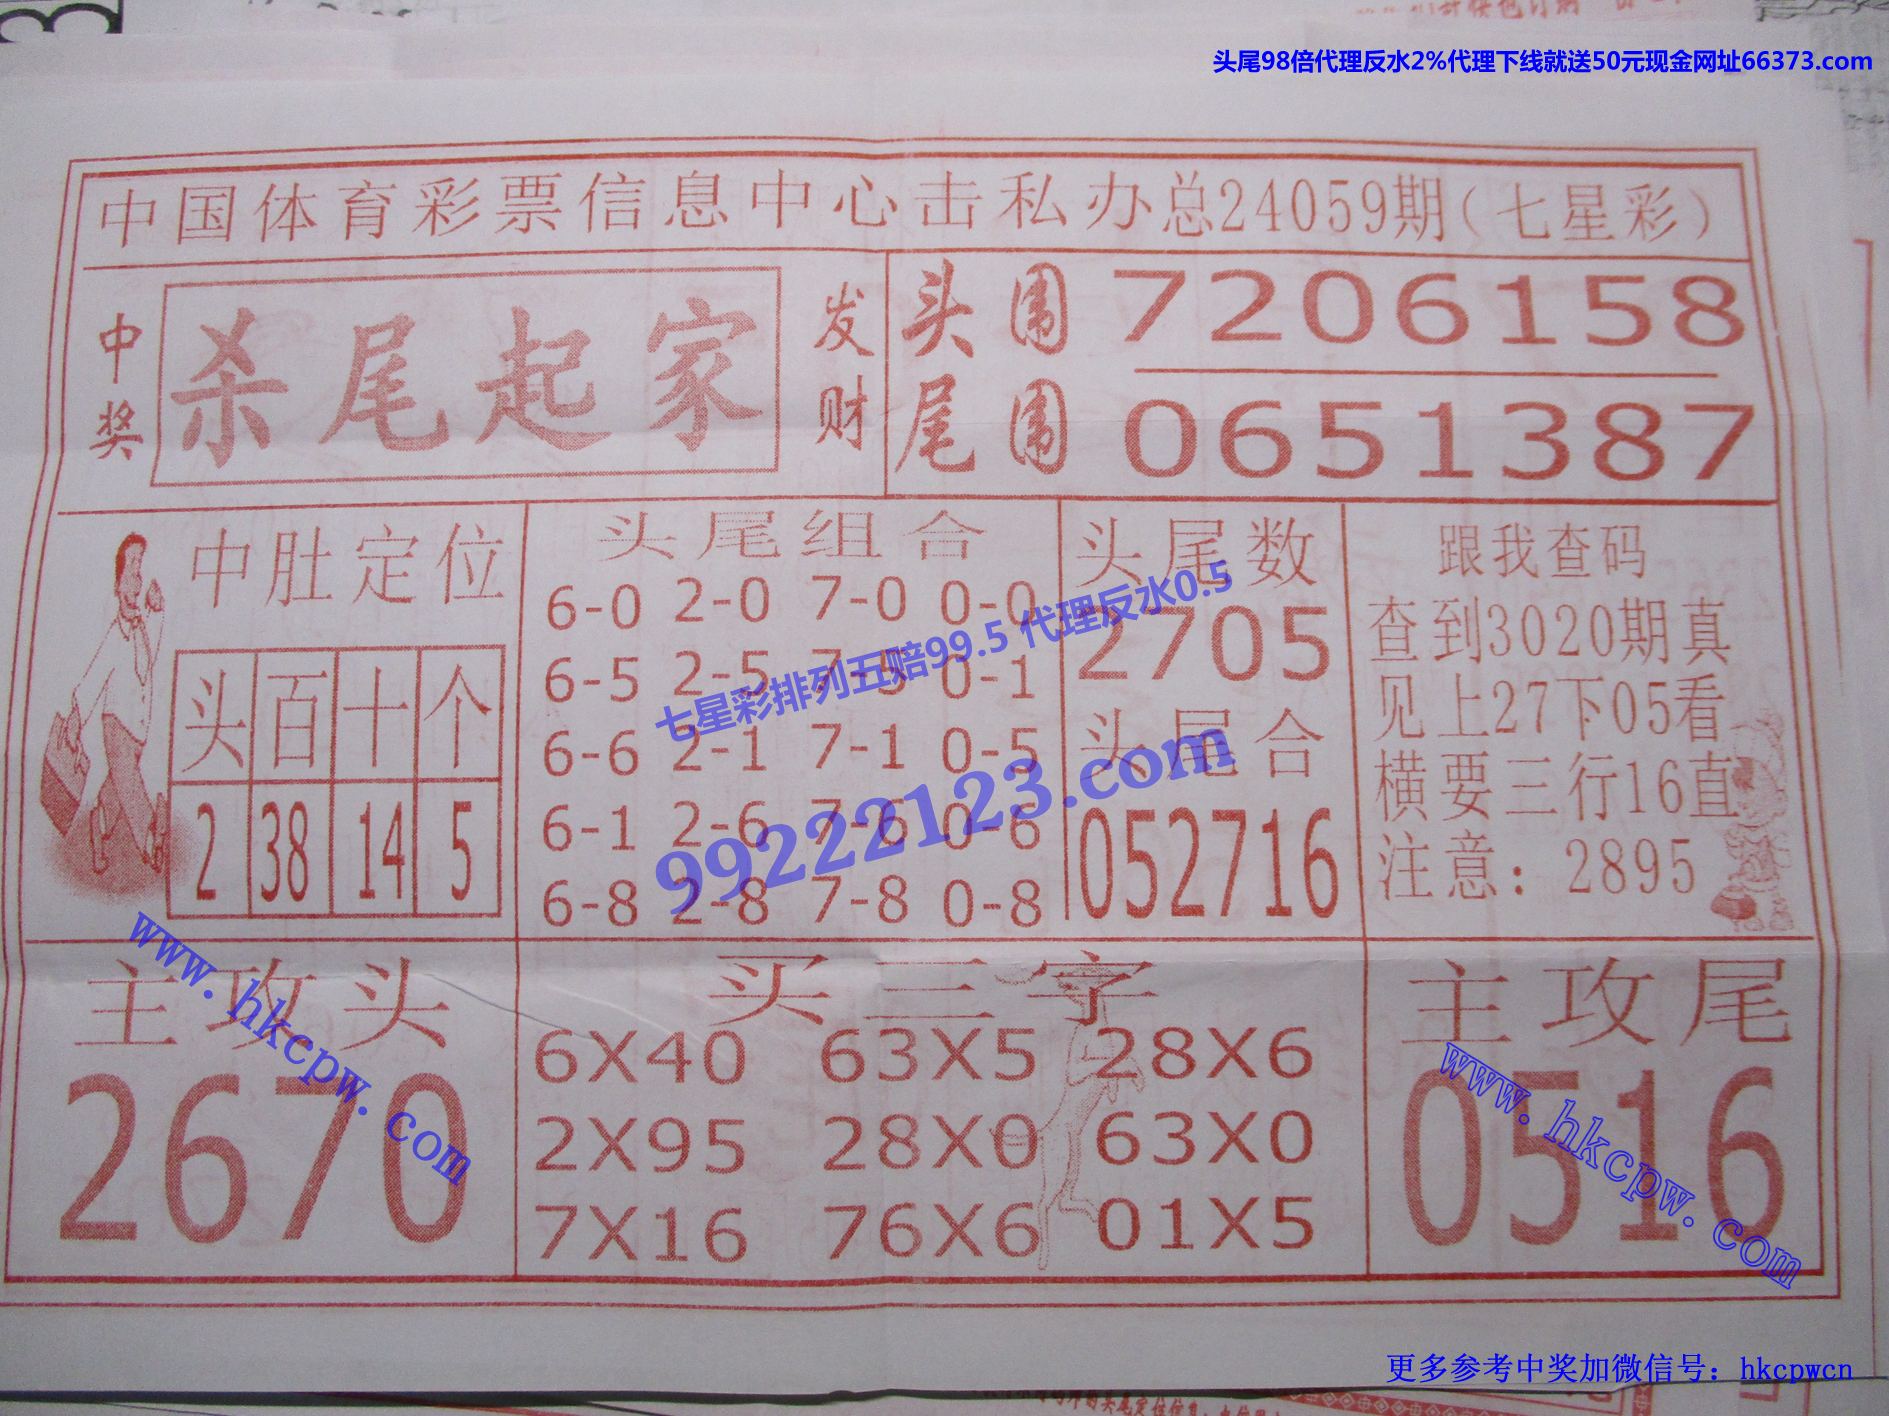 头尾98倍代理反水2%代理下线就送50元现金网址66373.com
中国体育彩票信息中心击私办总24059期(七星彩)
中奖
杀尾起家
发财
头围 7206158
尾围 0651387
中肚定位
头 百 十 个
2 38 14 5
头尾组合
6-0 2-0 7-0 0-0
6-5 2-5 7-5 0-1
6-6 2-1 7-1 0-5
6-1 2-6 7-6 0-6
6-8 2-8 7-8 0-8
头尾数
2705
头尾合
052716
跟我查码
查到3020期真
见上27下05看
横要三行16直
注意：2895
七星彩排列五赔99.5 代理反水0.5
99222123.com
主攻头
2670
www.hkcpw.com
买三字
6X40 63X5 28X6
2X95 28X0 63X0
7X16 76X6 01X5
主攻尾
0516
www.hkcpw.com
更多参考中奖加微信号：hkcpwcn